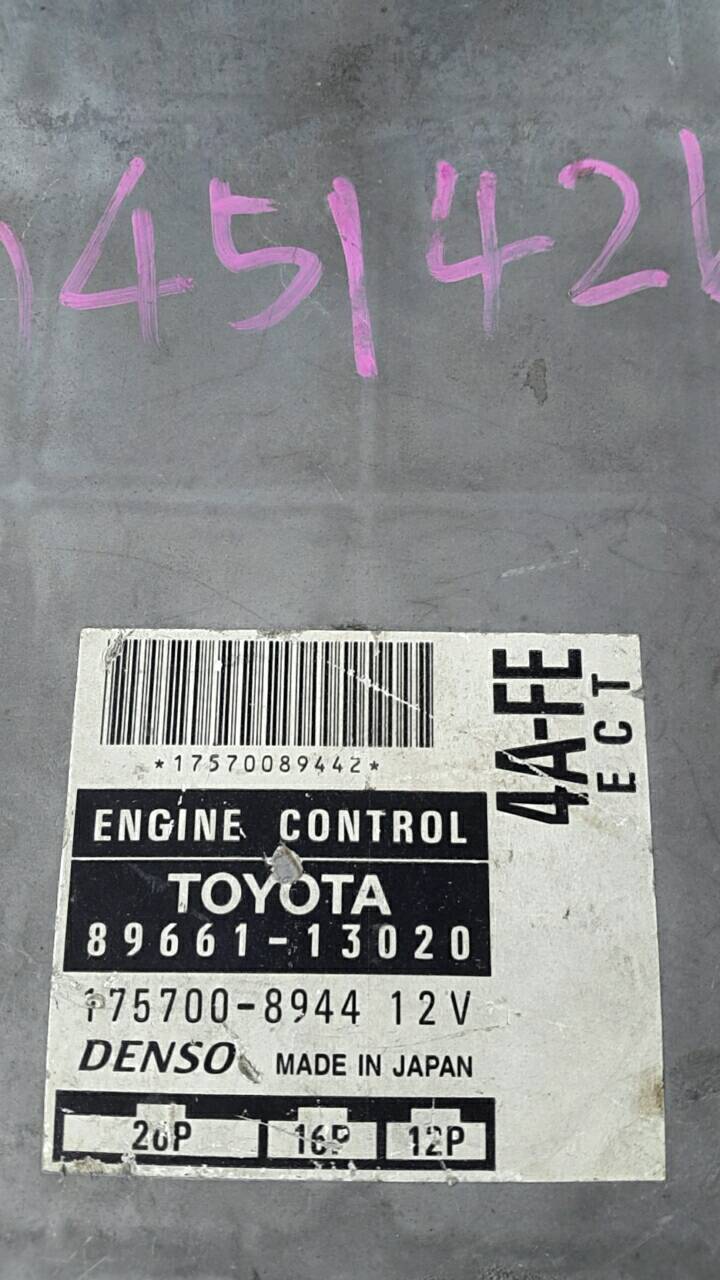 45142
*17570089442*
4A-FE
ECT
ENGINE CONTROL
TOYOTA
89661-13020
175700-8944 12V
DENSO MADE IN JAPAN
26P 16P 12P